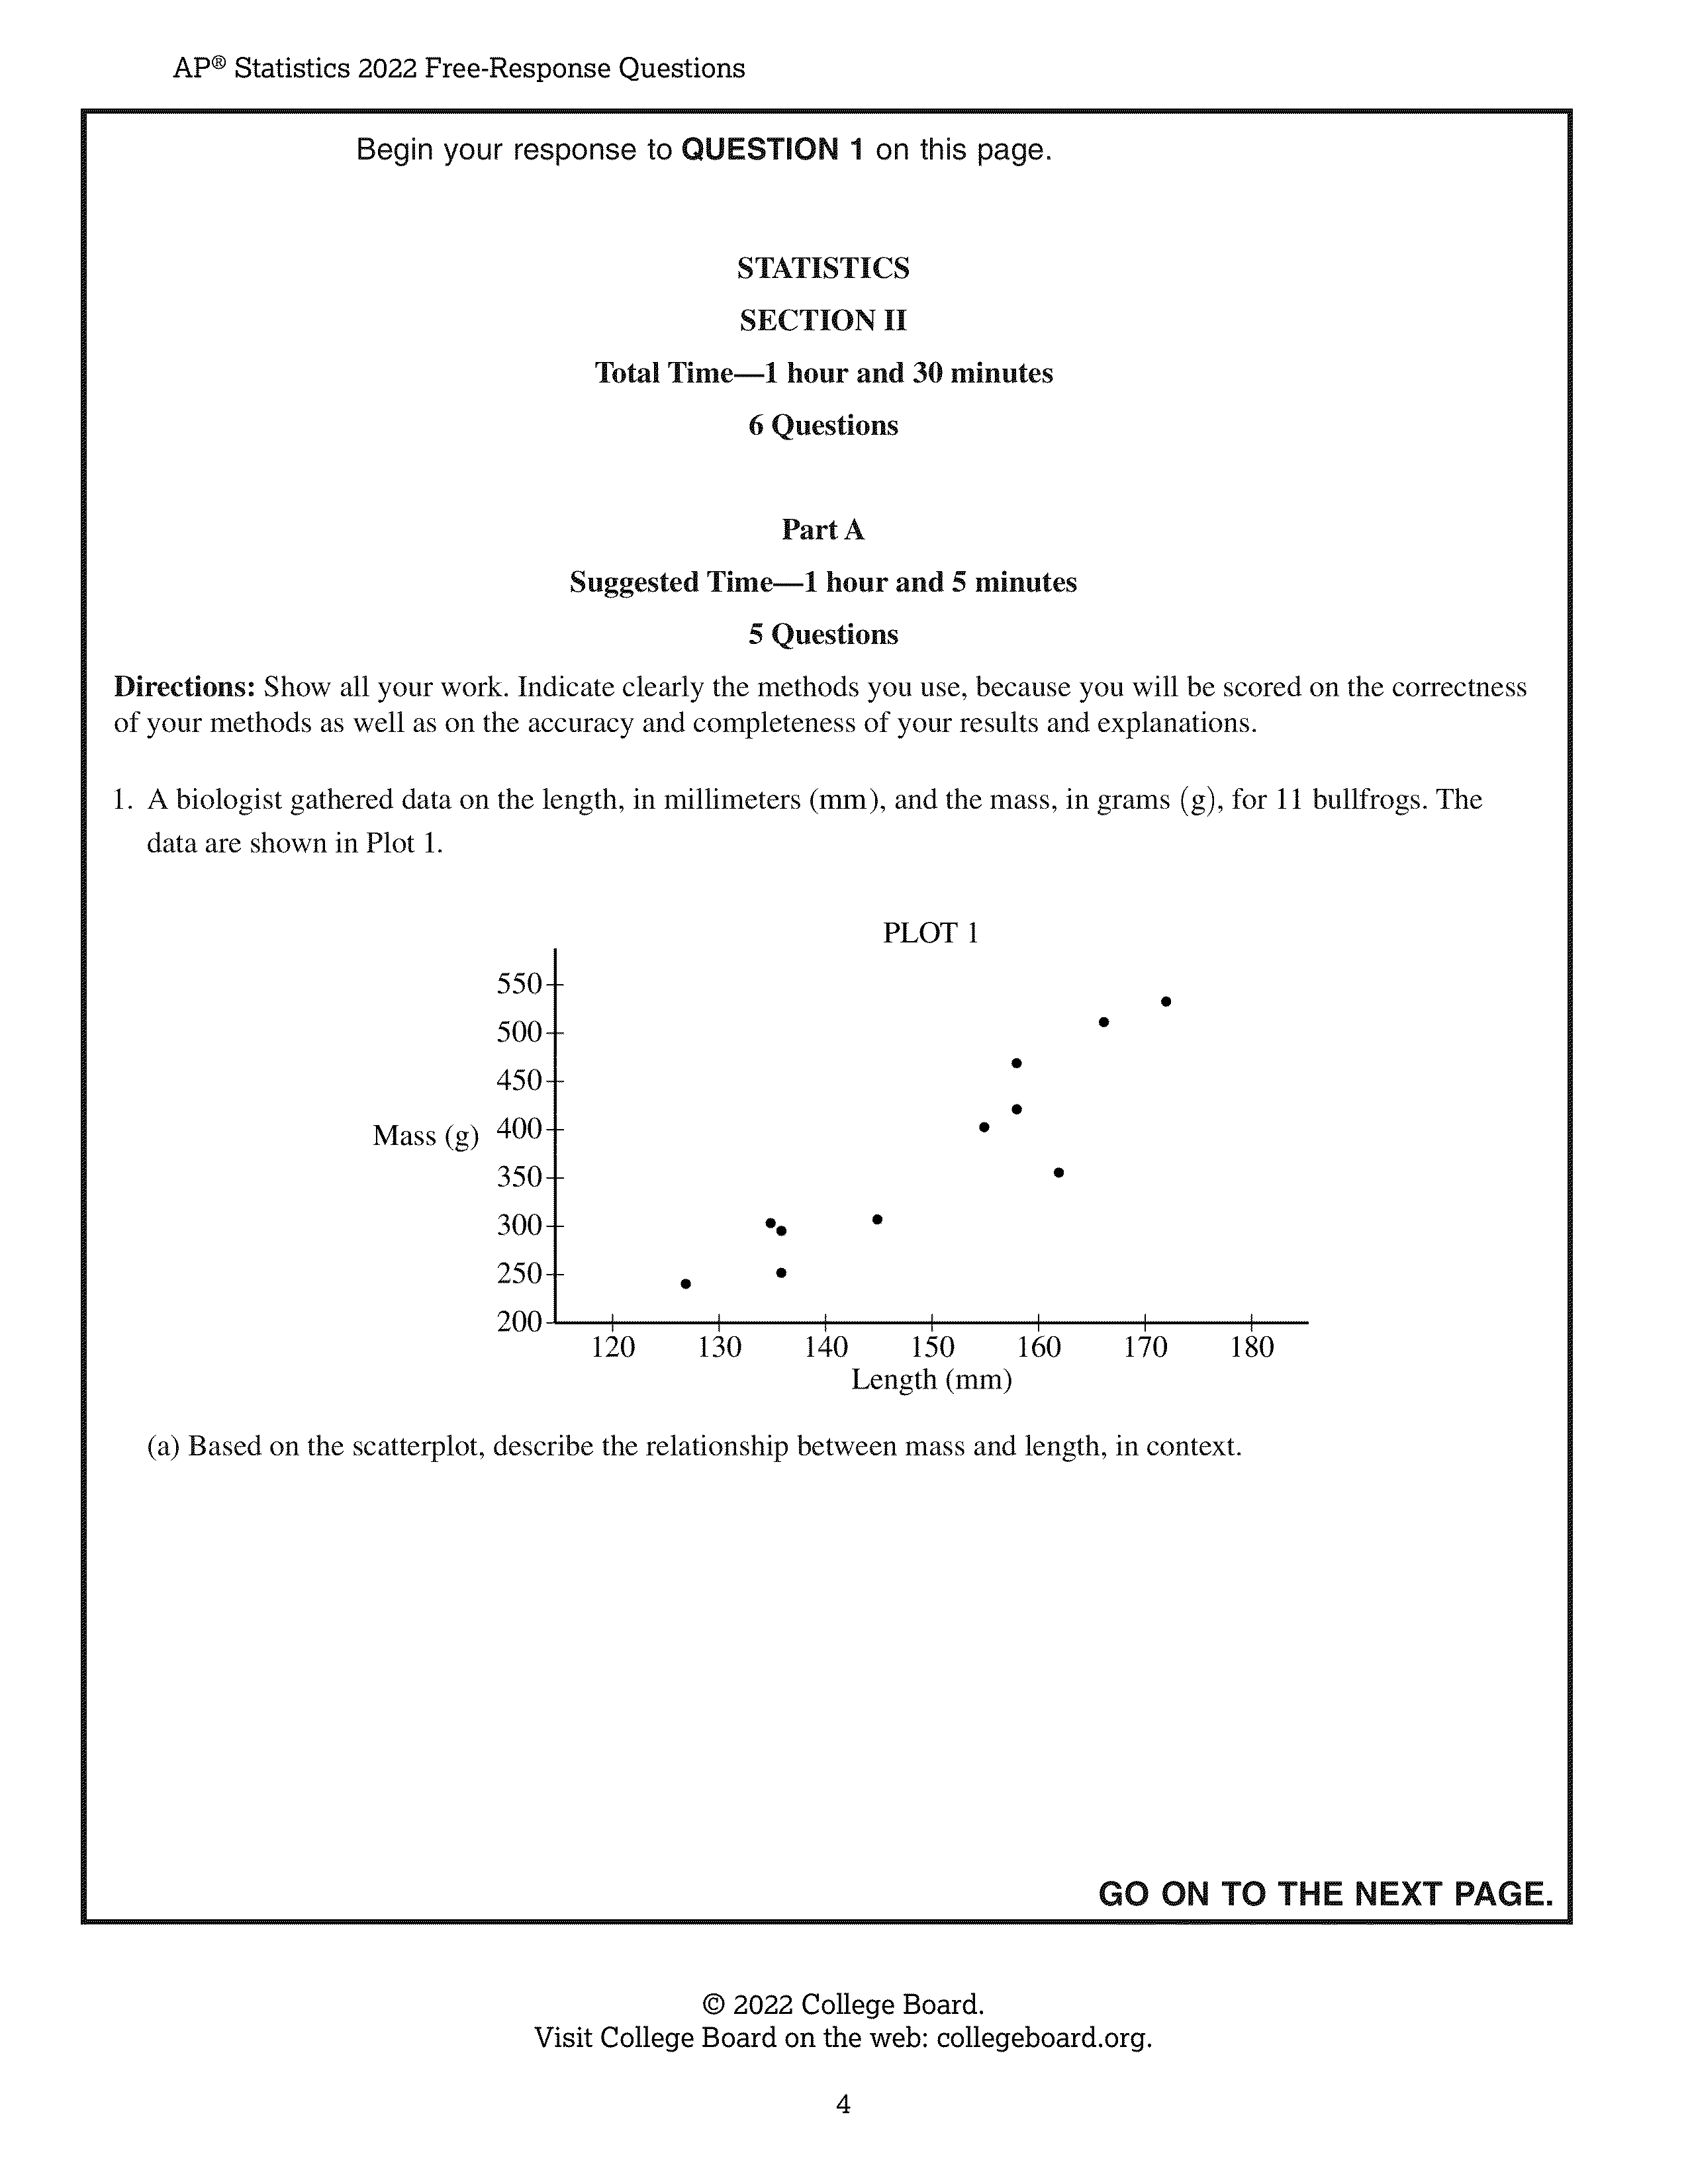 AP® Statistics 2022 Free-Response Questions
Begin your response to QUESTION 1 on this page.
STATISTICS
SECTION II
Total Time—1 hour and 30 minutes
6 Questions
Part A
Suggested Time—1 hour and 5 minutes
5 Questions
Directions: Show all your work. Indicate clearly the methods you use, because you will be scored on the correctness
of your methods as well as on the accuracy and completeness of your results and explanations.
1. A biologist gathered data on the length, in millimeters (mm), and the mass, in grams (g), for 11 bullfrogs. The
data are shown in Plot 1.
PLOT 1
550
500
450
Mass (g) 400
350
300
250
200
120 130 140 150 160 170 180
Length (mm)
(a) Based on the scatterplot, describe the relationship between mass and length, in context.
GO ON TO THE NEXT PAGE.
© 2022 College Board.
Visit College Board on the web: collegeboard.org.
4